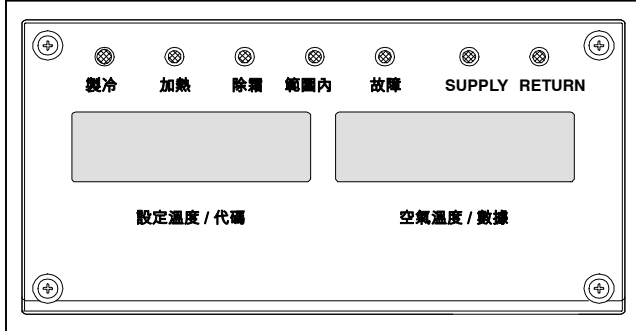 製冷 加熱 除霜 範圍內 故障 SUPPLY RETURN
設定溫度 / 代碼 空氣溫度 / 數據